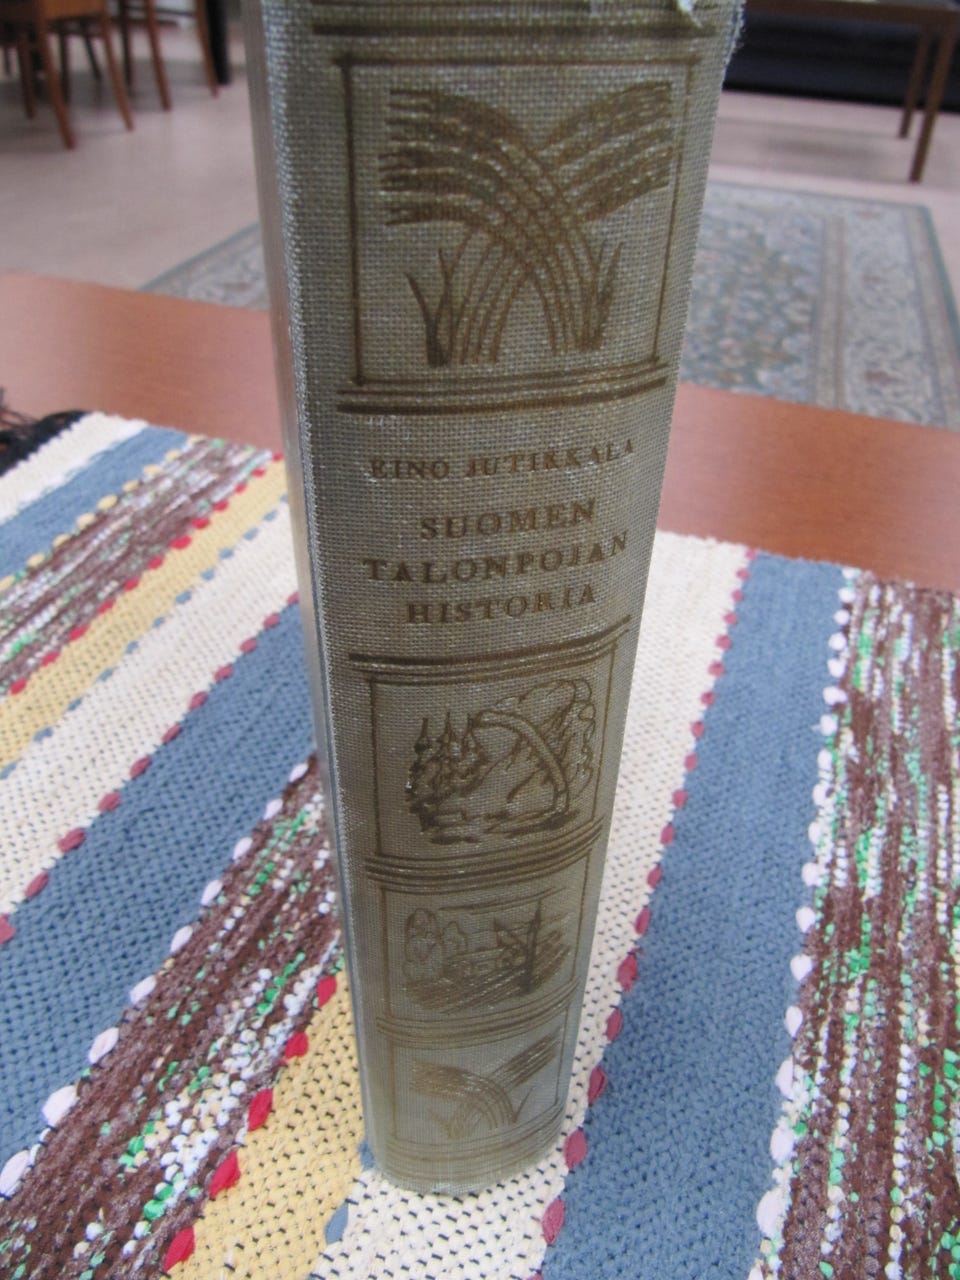 EINO JUTIKKALA
SUOMEN
TALONPOJAN
HISTORIA